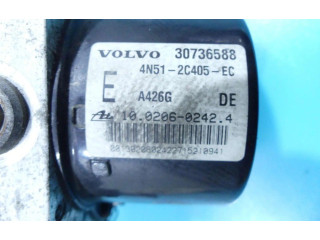 VOLVO 30736588
4N51-2C405-EC
E A426G DE
10.0206-0242.4